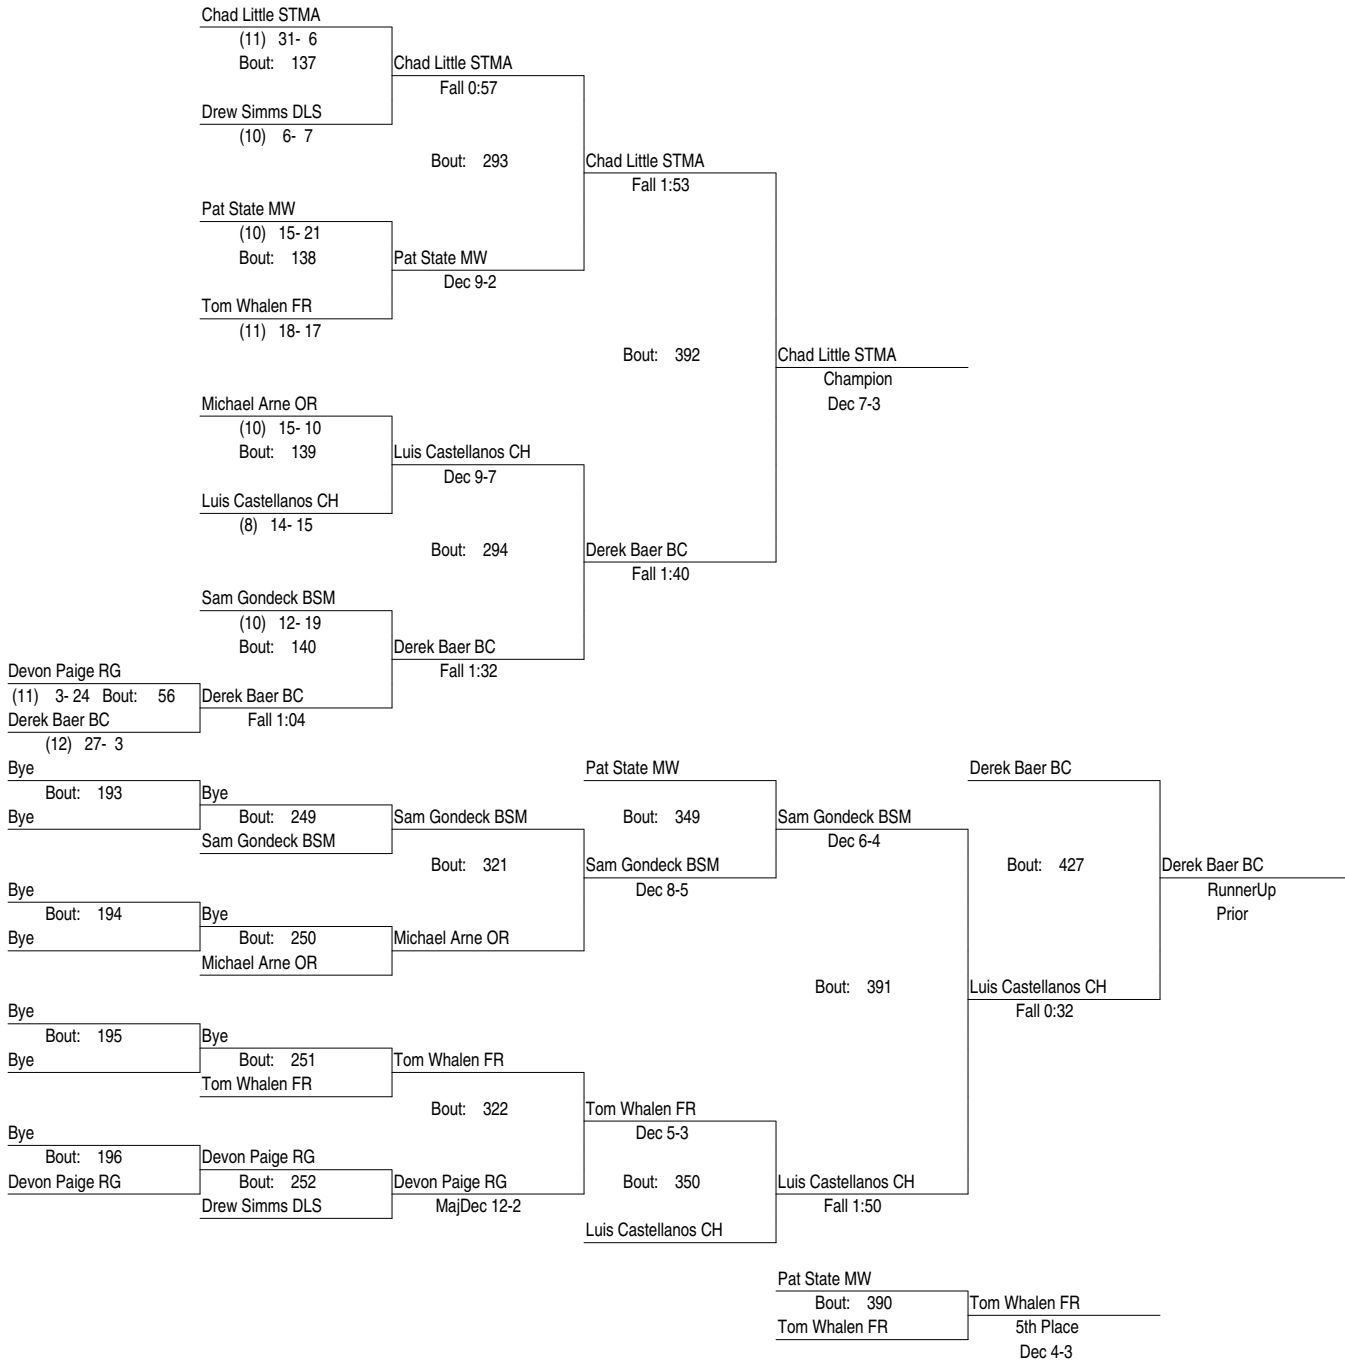 Chad Little STMA
(11) 31- 6
Bout: 137
Chad Little STMA
Fall 0:57
Drew Simms DLS
(10) 6- 7
Bout: 293
Chad Little STMA
Fall 1:53
Pat State MW
(10) 15- 21
Bout: 138
Pat State MW
Dec 9-2
Tom Whalen FR
(11) 18- 17
Bout: 392
Chad Little STMA
Champion
Dec 7-3
Michael Arne OR
(10) 15- 10
Bout: 139
Luis Castellanos CH
Dec 9-7
Luis Castellanos CH
(8) 14- 15
Bout: 294
Derek Baer BC
Fall 1:40
Sam Gondeck BSM
(10) 12- 19
Bout: 140
Derek Baer BC
Fall 1:32
Devon Paige RG
(11) 3- 24 Bout: 56
Derek Baer BC
Fall 1:04
Derek Baer BC
(12) 27- 3
Bye
Bout: 193
Bye
Bye
Bout: 249
Sam Gondeck BSM
Sam Gondeck BSM
Bout: 321
Sam Gondeck BSM
Dec 8-5
Pat State MW
Bout: 349
Sam Gondeck BSM
Dec 6-4
Derek Baer BC
Bout: 427
Derek Baer BC
RunnerUp
Prior
Bye
Bout: 194
Bye
Bye
Bout: 250
Michael Arne OR
Michael Arne OR
Bout: 391
Luis Castellanos CH
Fall 0:32
Bye
Bout: 195
Bye
Bye
Bout: 251
Tom Whalen FR
Tom Whalen FR
Bout: 322
Tom Whalen FR
Dec 5-3
Bye
Bout: 196
Devon Paige RG
Devon Paige RG
Bout: 252
Drew Simms DLS
Devon Paige RG
MajDec 12-2
Bout: 350
Luis Castellanos CH
Fall 1:50
Luis Castellanos CH
Pat State MW
Bout: 390
Tom Whalen FR
Tom Whalen FR
5th Place
Dec 4-3